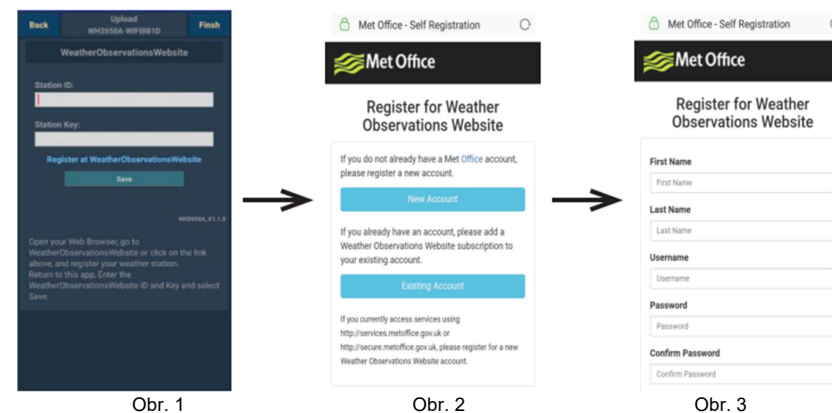 Back
Upload
WH2650A-WIFIBB1D
Finsh
WeatherObservationsWebsite
Station ID:
Station Key:
Register at WeatherObservationsWebsite
Save
WH2650A_V1.1.9
Open your Web Browser, go to
WeatherObservationsWebsite or click on the link
above, and register your weather station.
Return to this app, Enter the
WeatherObservationsWebsite ID and Key and select
Save.
Obr. 1
Met Office - Self Registration
Met Office
Register for Weather
Observations Website
If you do not already have a Met Office account,
please register a new account.
New Account
If you already have an account, please add a
Weather Observations Website subscription to
your existing account.
Existing Account
If you currently access services using
http://services.metoffice.gov.uk or
http://secure.metoffice.gov.uk, please register for a new
Weather Observations Website account.
Obr. 2
Met Office - Self Registration
Met Office
Register for Weather
Observations Website
First Name
First Name
Last Name
Last Name
Username
Username
Password
Password
Confirm Password
Confirm Password
Obr. 3